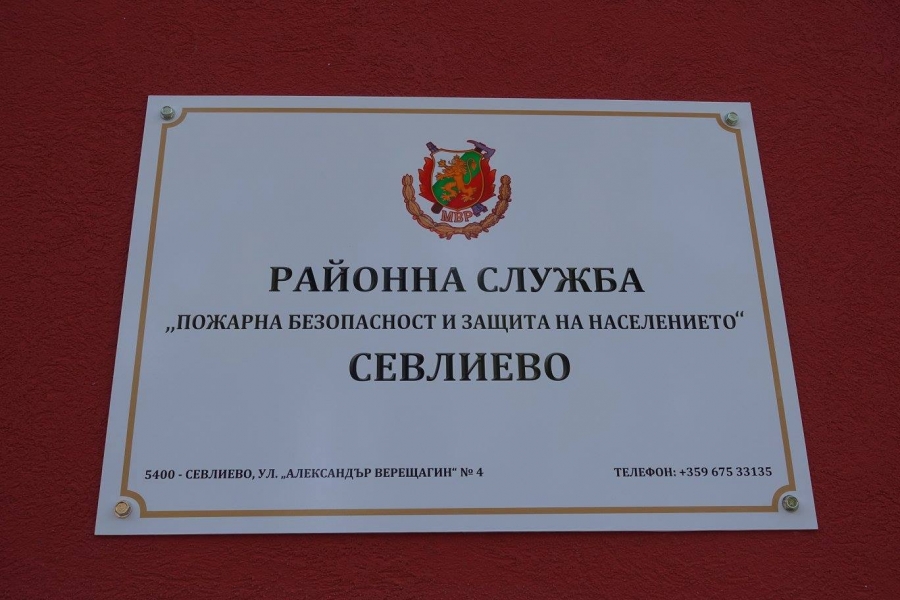 МВР
РАЙОННА СЛУЖБА
„ПОЖАРНА БЕЗОПАСНОСТ И ЗАЩИТА НА НАСЕЛЕНИЕТО“
СЕВЛИЕВО
5400 - СЕВЛИЕВО, УЛ. „АЛЕКСАНДЪР ВЕРЕЩАГИН“ № 4
ТЕЛЕФОН: +359 675 33135